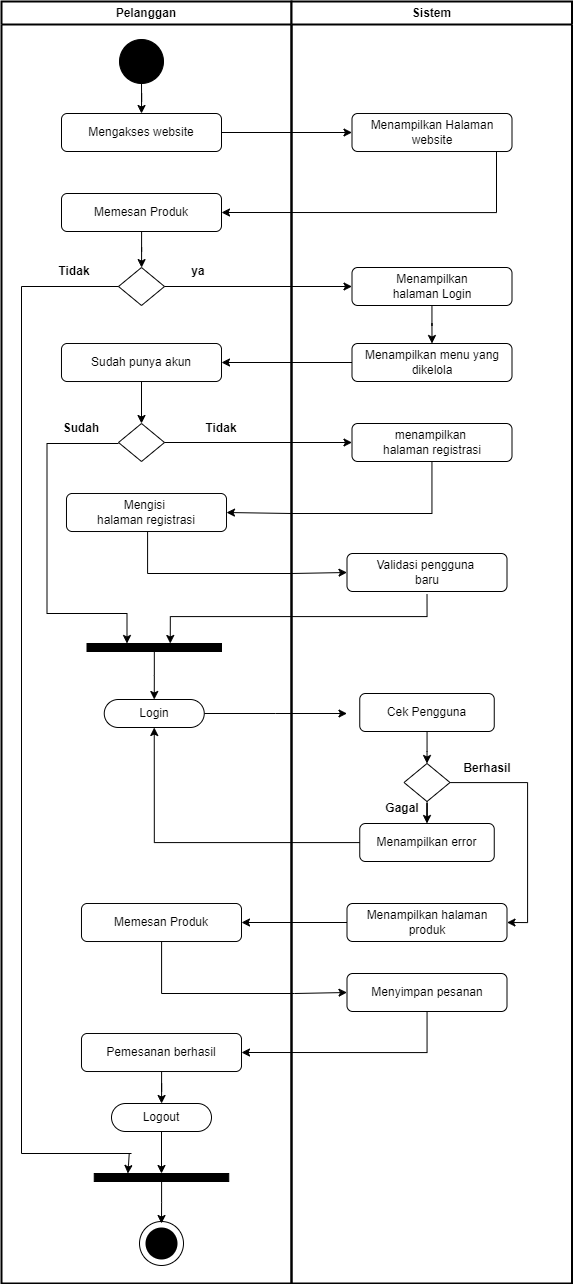 Pelanggan
Sistem
Mengakses website
Menampilkan Halaman
website
Memesan Produk
Tidak
ya
Menampilkan
halaman Login
Sudah punya akun
Menampilkan menu yang
dikelola
Sudah
Tidak
menampilkan
halaman registrasi
Mengisi
halaman registrasi
Validasi pengguna
baru
Login
Cek Pengguna
Berhasil
Gagal
Menampilkan error
Memesan Produk
Menampilkan halaman
produk
Menyimpan pesanan
Pemesanan berhasil
Logout